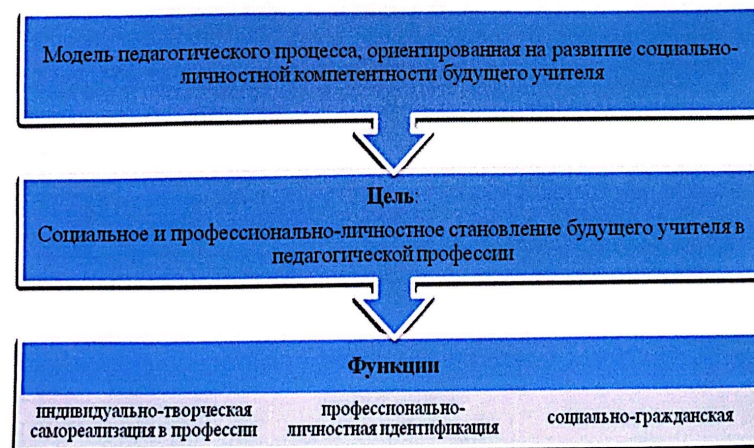 Модель педагогического процесса, ориентированная на развитие социально-
личностной компетентности будущего учителя
Цель:
Социальное и профессионально-личностное становление будущего учителя в
педагогической профессии
Функции
индивидуально-творческая
самореализация в профессии
профессионально-
личностная идентификация
социально-гражданская